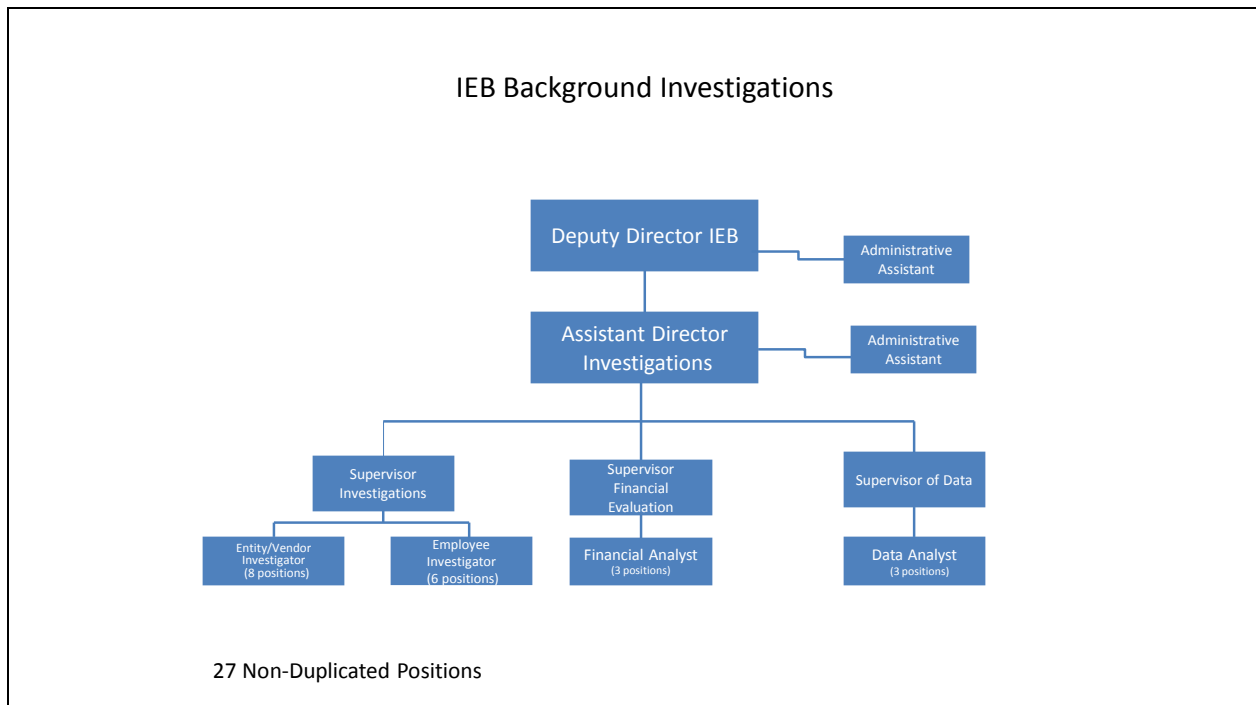 IEB Background Investigations
Deputy Director IEB
Administrative
Assistant
Assistant Director
Investigations
Administrative
Assistant
Supervisor
Investigations
Supervisor
Financial
Evaluation
Supervisor of Data
Entity/Vendor
Investigator
(8 positions)
Employee
Investigator
(6 positions)
Financial Analyst
(3 positions)
Data Analyst
(3 positions)
27 Non-Duplicated Positions